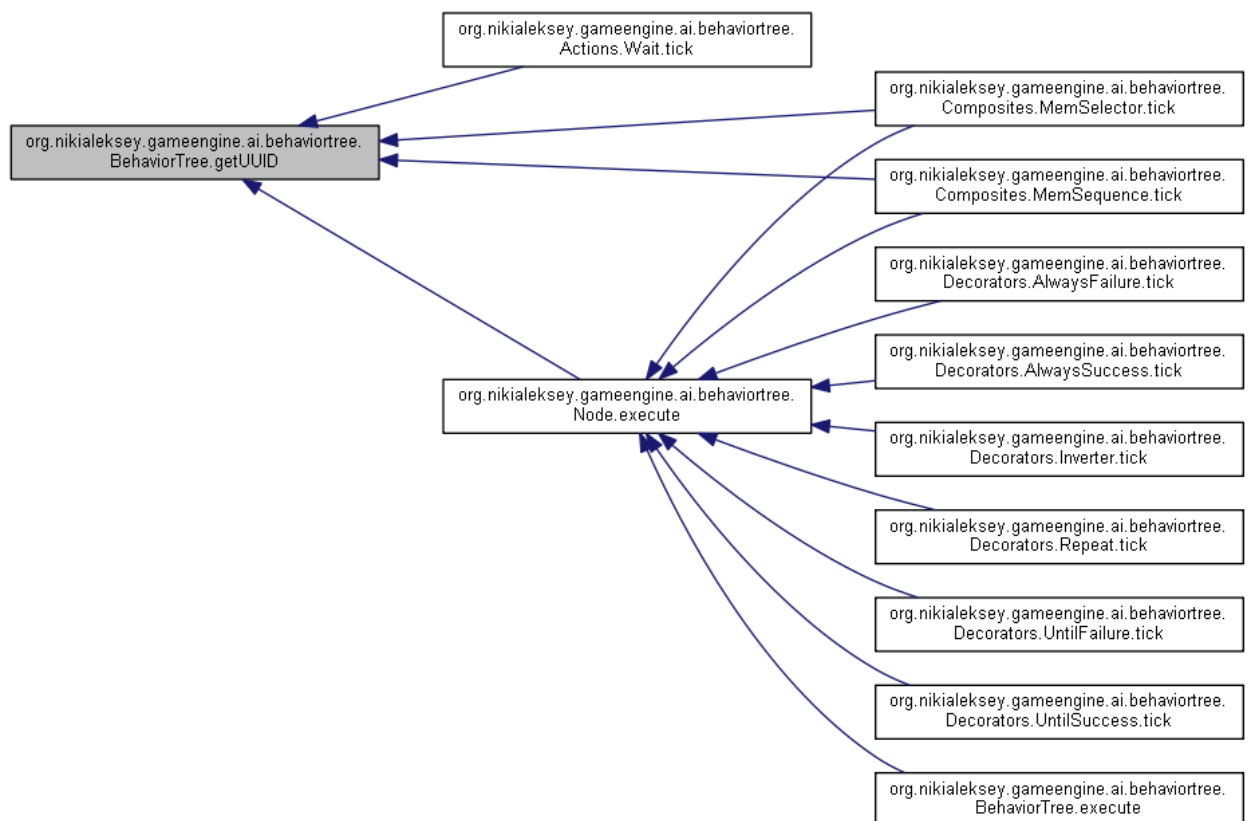 org.nikialeksey.gameengine.ai.behaviortree.
Actions.Wait.tick
org.nikialeksey.gameengine.ai.behaviortree.
Composites.MemSelector.tick
org.nikialeksey.gameengine.ai.behaviortree.
BehaviorTree.getUUID
org.nikialeksey.gameengine.ai.behaviortree.
Composites.MemSequence.tick
org.nikialeksey.gameengine.ai.behaviortree.
Decorators.AlwaysFailure.tick
org.nikialeksey.gameengine.ai.behaviortree.
Decorators.AlwaysSuccess.tick
org.nikialeksey.gameengine.ai.behaviortree.
Node.execute
org.nikialeksey.gameengine.ai.behaviortree.
Decorators.Inverter.tick
org.nikialeksey.gameengine.ai.behaviortree.
Decorators.Repeat.tick
org.nikialeksey.gameengine.ai.behaviortree.
Decorators.UntilFailure.tick
org.nikialeksey.gameengine.ai.behaviortree.
Decorators.UntilSuccess.tick
org.nikialeksey.gameengine.ai.behaviortree.
BehaviorTree.execute